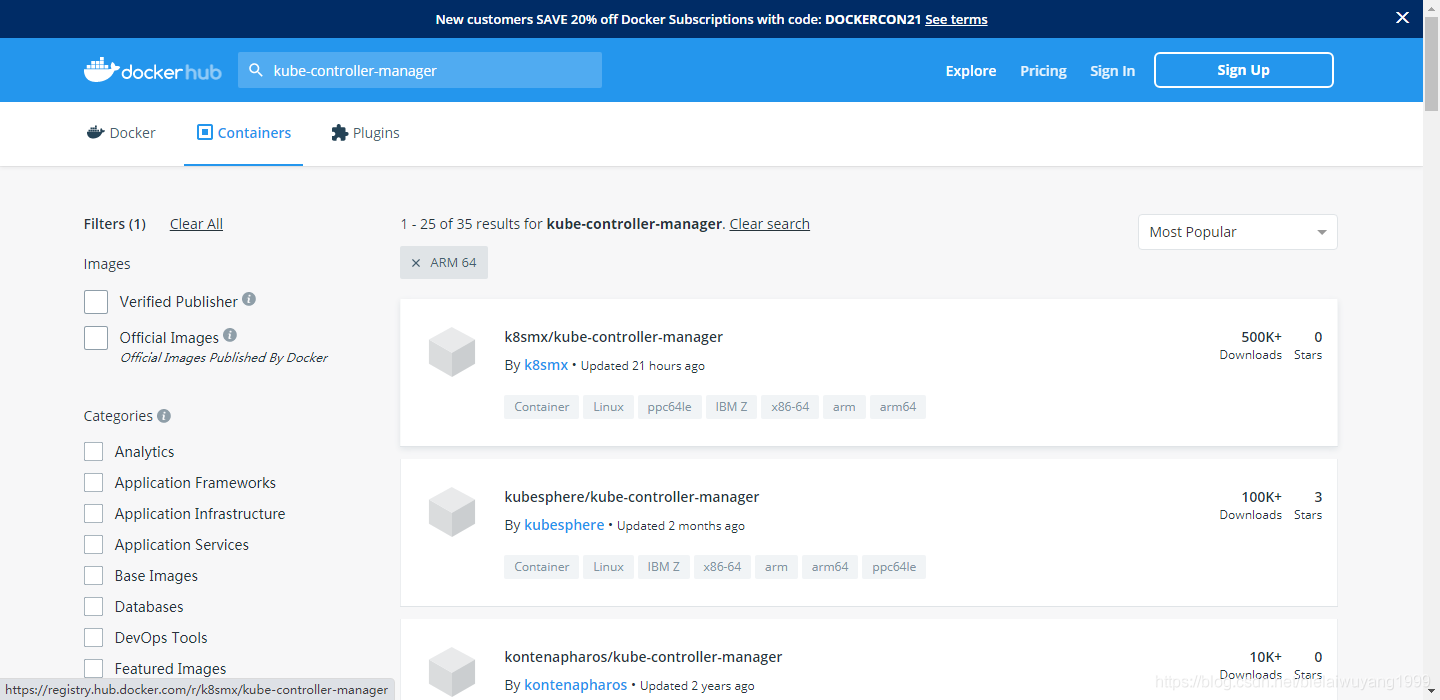 New customers SAVE 20% off Docker Subscriptions with code: DOCKERCON21 See terms
dockerhub
kube-controller-manager
Explore
Pricing
Sign In
Sign Up
Docker
Containers
Plugins
Filters (1)
Clear All
1 - 25 of 35 results for kube-controller-manager. Clear search
Most Popular
ARM 64
Images
Verified Publisher
Official Images
Official Images Published By Docker
Categories
Analytics
Application Frameworks
Application Infrastructure
Application Services
Base Images
Databases
DevOps Tools
Featured Images
k8smx/kube-controller-manager
By k8smx • Updated 21 hours ago
500K+ 0
Downloads Stars
Container Linux ppc64le IBM Z x86-64 arm arm64
kubesphere/kube-controller-manager
By kubesphere • Updated 2 months ago
100K+ 3
Downloads Stars
Container Linux IBM Z x86-64 arm arm64 ppc64le
kontenapharos/kube-controller-manager
By kontenapharos • Updated 2 years ago
10K+ 0
Downloads Stars
https://registry.hub.docker.com/r/k8smx/kube-controller-manager